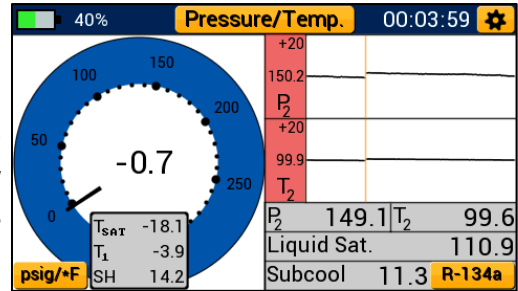 40% Pressure/Temp. 00:03:59
0
50
100
150
200
250
-0.7
TSAT -18.1
T1 -3.9
SH 14.2
psig/°F
+20
150.2
P2
+20
99.9
T2
P2 149.1 T2 99.6
Liquid Sat. 110.9
Subcool 11.3 R-134a